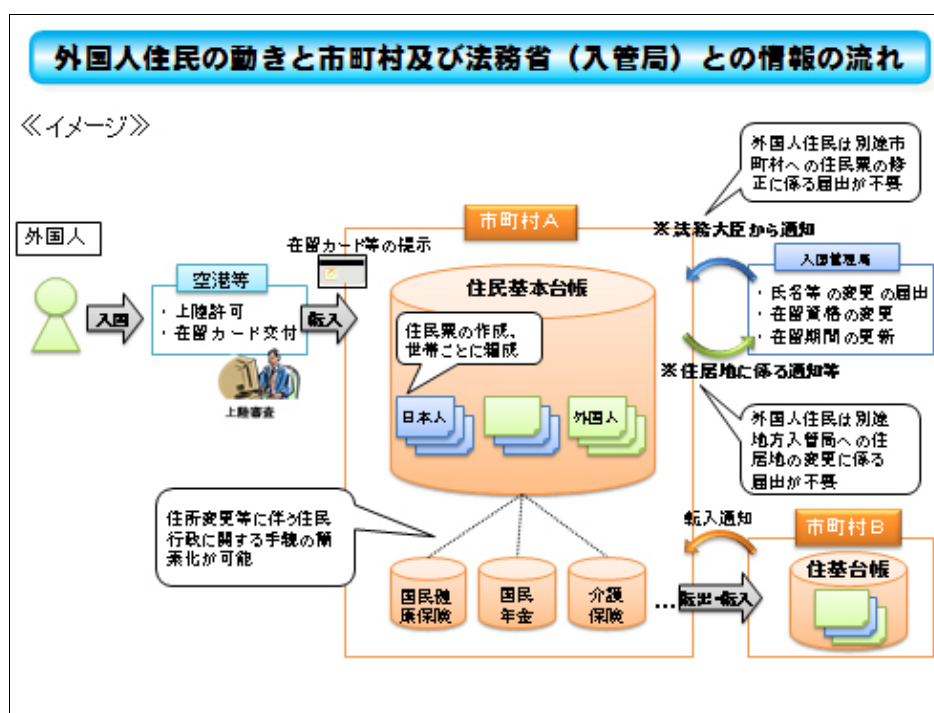 外国人住民の動きと市町村及び法務省（入管局）との情報の流れ
≪イメージ≫
外国人
入国
空港等
・上陸許可
・在留カード交付
上陸審査
在留カード等の提示
転入
市町村A
住民基本台帳
住民票の作成、
世帯ごとに編成
日本人
外国人
住所変更等に伴う住民
行政に関する手続の簡
素化が可能
国民健
康保険
国民
年金
介護
保険
…
外国人住民は別途市
町村への住民票の修
正に係る届出が不要
※法務大臣から通知
入国管理局
・氏名等の変更の届出
・在留資格の変更
・在留期間の更新
※住居地に係る通知等
外国人住民は別途
地方入管局への住
居地の変更に係る
届出が不要
転入通知
転出・転入
市町村B
住基台帳